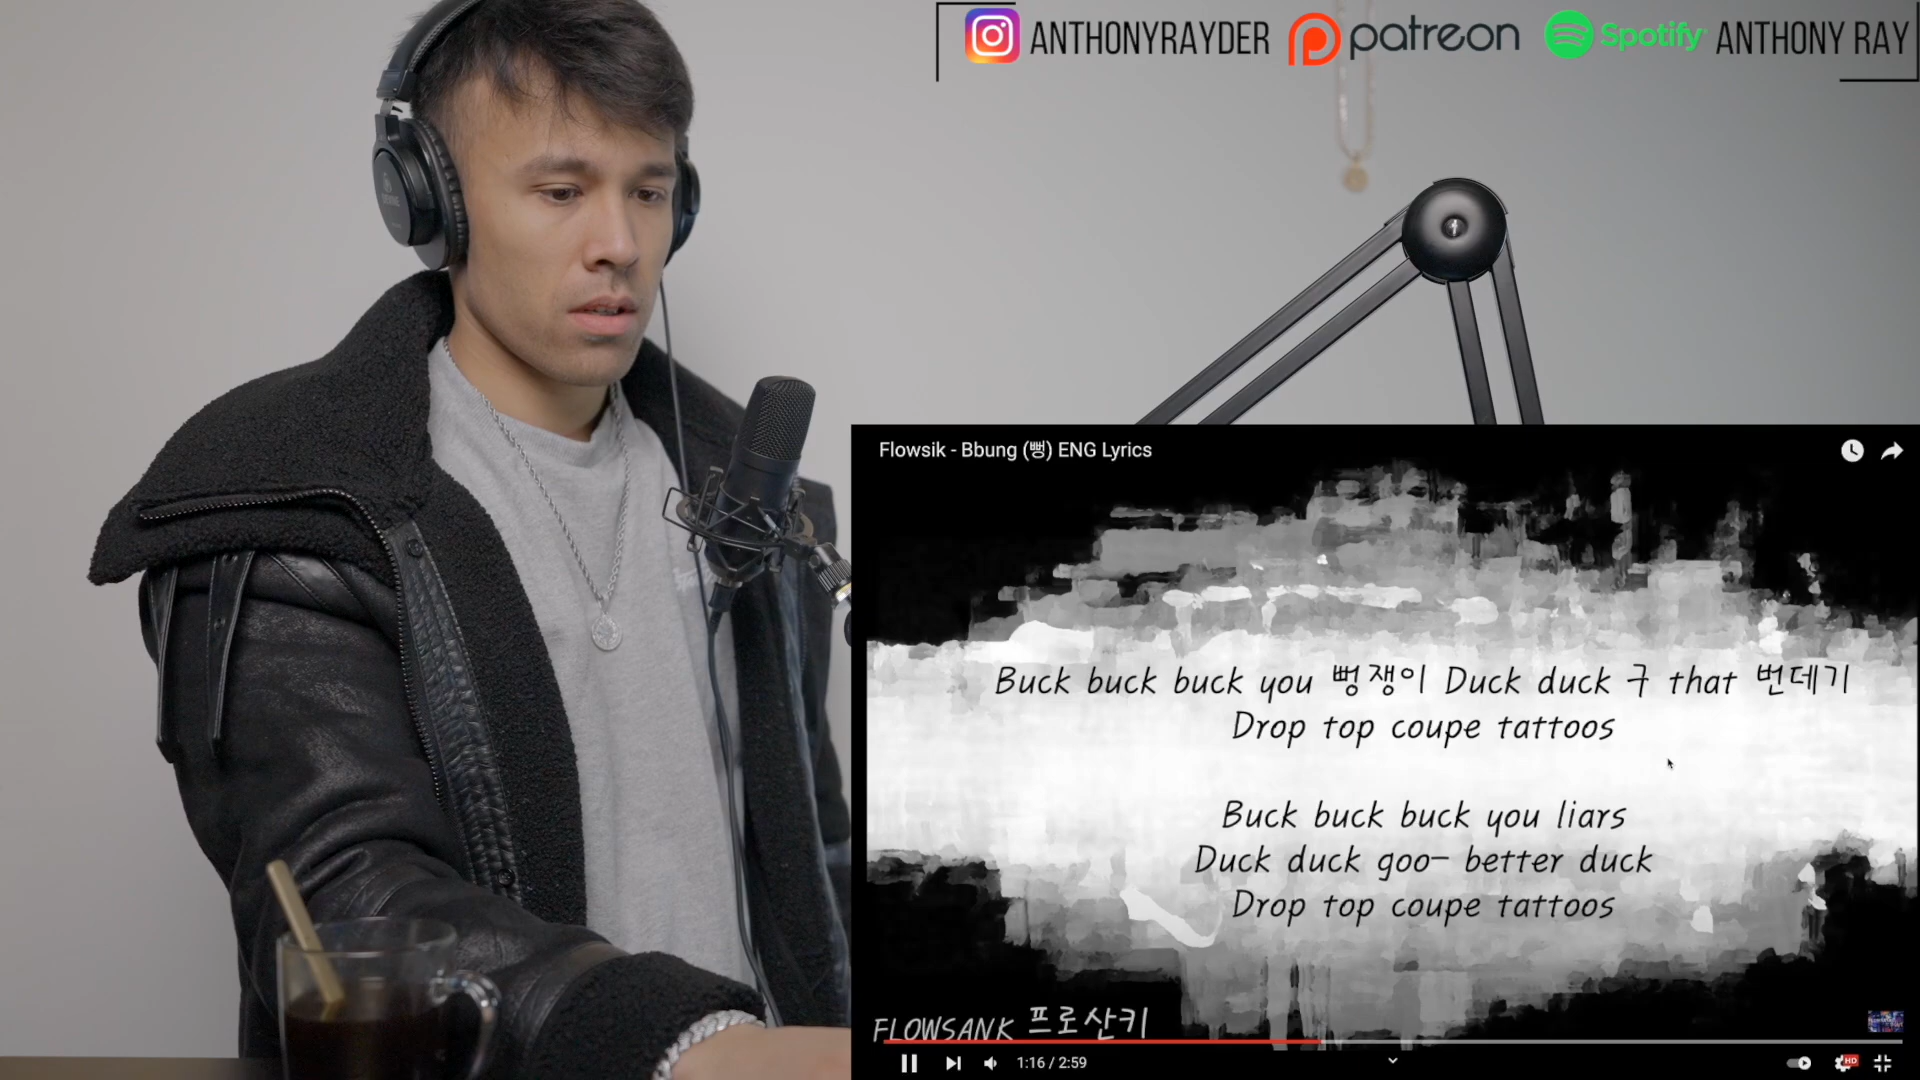 ANTHONYRAYDER patreon Spotify ANTHONY RAY
Flowsik - Bbung (뻥) ENG Lyrics
Buck buck buck you 뻥쟁이 Duck duck 구 that 번데기
Drop top coupe tattoos
Buck buck buck you liars
Duck duck goo- better duck
Drop top coupe tattoos
FLOWSANK 프로산키
1:16 / 2:59
HD